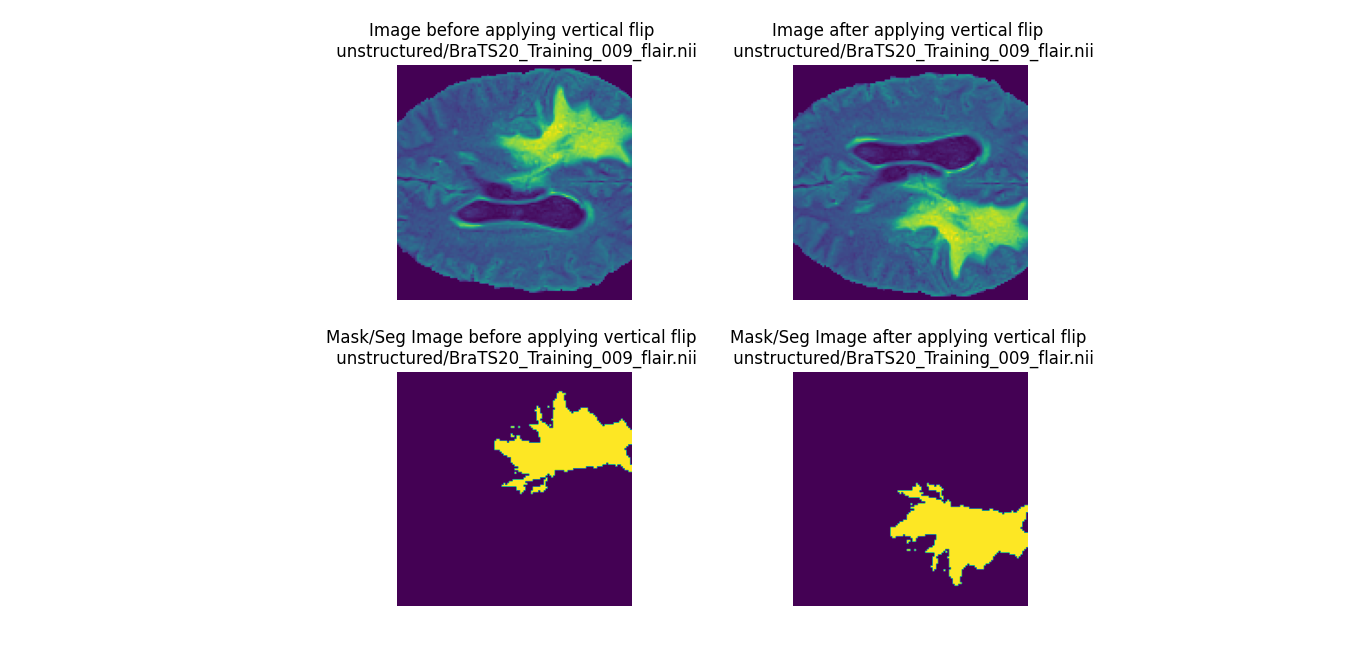 Image before applying vertical flip
unstructured/BraTS20_Training_009_flair.nii
Image after applying vertical flip
unstructured/BraTS20_Training_009_flair.nii
Mask/Seg Image before applying vertical flip
unstructured/BraTS20_Training_009_flair.nii
Mask/Seg Image after applying vertical flip
unstructured/BraTS20_Training_009_flair.nii